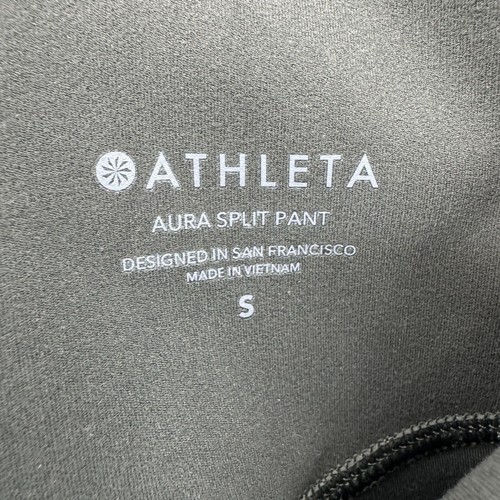 ATHLETA
AURA SPLIT PANT
DESIGNED IN SAN FRANCISCO
MADE IN VIETNAM
S